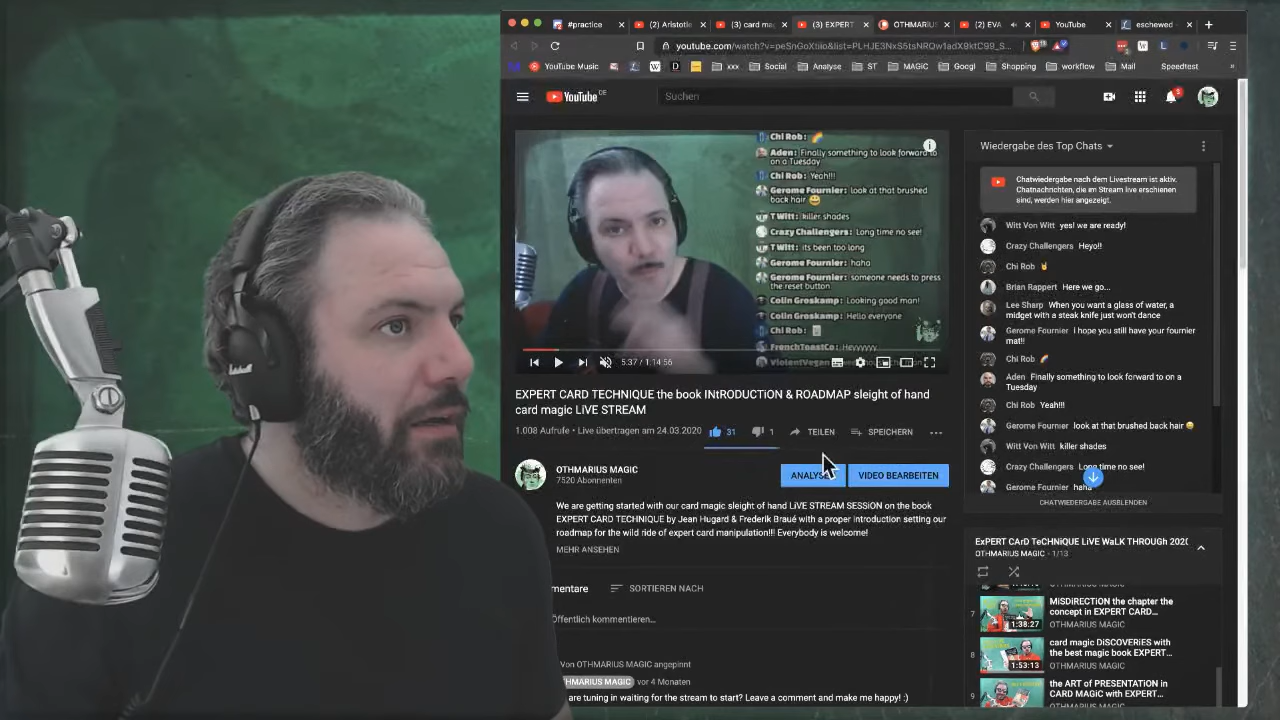 #practice
(2) Aristotle
(3) card ma
(3) EXPERT
OTHMARIUS
(2) EVA
YouTube
eschewed -
youtube.com/watch?v=
YouTube Music
xxx
Social
Analyse
ST
MAGIC
Googl
Shopping
workflow
Mail
Speedtest
YouTube DE
Suchen
5
Chi Rob:
Aden: Finally something to look forward to
on a Tuesday
Chi Rob: Yeah!!!
Gerome Fournier: look at that brushed
back hair
T Witt: killer shades
Crazy Challengers: Long time no see!
T Witt: its been too long
Gerome Fournier: haha
Gerome Fournier: someone needs to press
the reset button
Colin Groskamp: Looking good man!
Colin Groskamp: Hello everyone
Chi Rob:
FrenchToastCo: Heyyyyyy
ViolentVegan:
5:37 / 1:14:56
EXPERT CARD TECHNIQUE the book INtRODUCTiON & ROADMAP sleight of hand
card magic LiVE STREAM
1.008 Aufrufe • Live übertragen am 24.03.2020
31
1
TEILEN
SPEICHERN
OTHMARIUS MAGIC
7520 Abonnenten
ANALYSE
VIDEO BEARBEITEN
We are getting started with our card magic sleight of hand LiVE STREAM SESSiON on the book
EXPERT CARD TECHNIQUE by Jean Hugard & Frederik Braué with a proper introduction setting our
roadmap for the wild ride of expert card manipulation!!! Everybody is welcome!
MEHR ANSEHEN
mentare
SORTIEREN NACH
Öffentlich kommentieren...
Von OTHMARIUS MAGIC angepinnt
THMARIUS MAGIC vor 4 Monaten
are tuning in waiting for the stream to start? Leave a comment and make me happy! :)
Wiedergabe des Top Chats
Chatwiedergabe nach dem Livestream ist aktiv.
Chatnachrichten, die im Stream live erschienen
sind, werden hier angezeigt.
Witt Von Witt yes! we are ready!
Crazy Challengers Heyo!!
Chi Rob
Brian Rappert Here we go...
Lee Sharp When you want a glass of water, a
midget with a steak knife just won't dance
Gerome Fournier I hope you still have your fournier
mat!!
Chi Rob
Aden Finally something to look forward to on a
Tuesday
Chi Rob Yeah!!!
Gerome Fournier look at that brushed back hair
Witt Von Witt killer shades
Crazy Challengers Long time no see!
Gerome Fournier haha
CHATWIEDERGABE AUSBLENDEN
ExPERT CArD TeCHNiQUE LiVE WaLK THROUGh 2020
OTHMARIUS MAGIC - 1/13
OTHMARIUS MAGIC
7
1:38:27
MiSDiRECTiON the chapter the
concept in EXPERT CARD...
OTHMARIUS MAGIC
8
1:53:13
card magic DiSCOVERiES with
the best magic book EXPERT...
OTHMARIUS MAGIC
9
the ART of PRESENTATiON in
CARD MAGiC with EXPERT...
OTHMARIUS MAGIC
Marshall